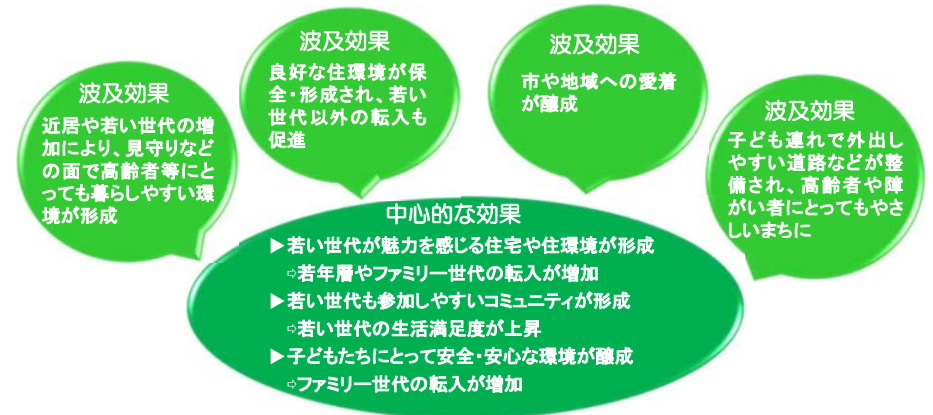 波及効果
近居や若い世代の増
加により、見守りなど
の面で高齢者等にと
っても暮らしやすい環
境が形成
波及効果
良好な住環境が保
全・形成され、若い
世代以外の転入も
促進
波及効果
市や地域への愛着
が醸成
波及効果
子ども連れで外出し
やすい道路などが整
備され、高齢者や障
がい者にとってもやさ
しいまちに
中心的な効果
▶若い世代が魅力を感じる住宅や住環境が形成
⇨若年層やファミリー世代の転入が増加
▶若い世代も参加しやすいコミュニティが形成
⇨若い世代の生活満足度が上昇
▶子どもたちにとって安全・安心な環境が醸成
⇨ファミリー世代の転入が増加